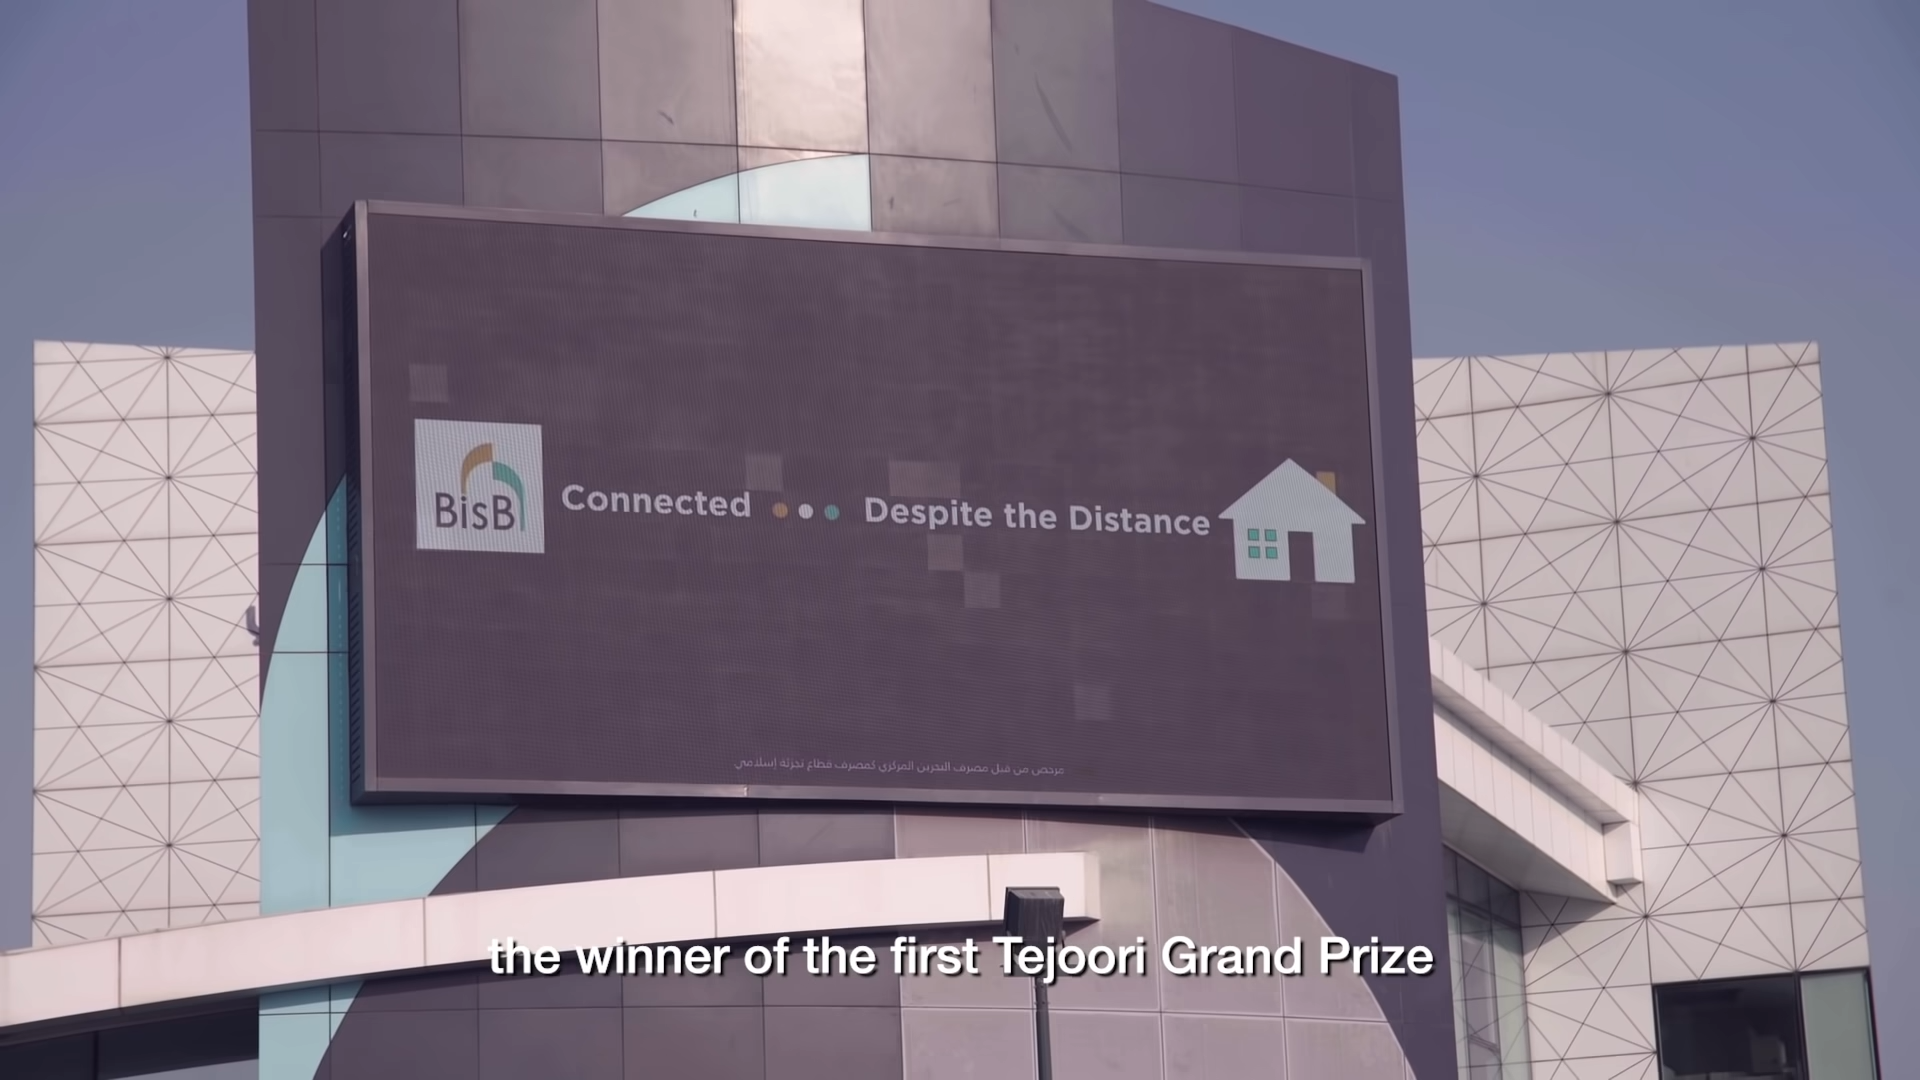 BisB
Connected ... Despite the Distance
مرخص من قبل مصرف البحرين المركزي كمصرف قطاع تجزئة إسلامي
the winner of the first Tejoori Grand Prize